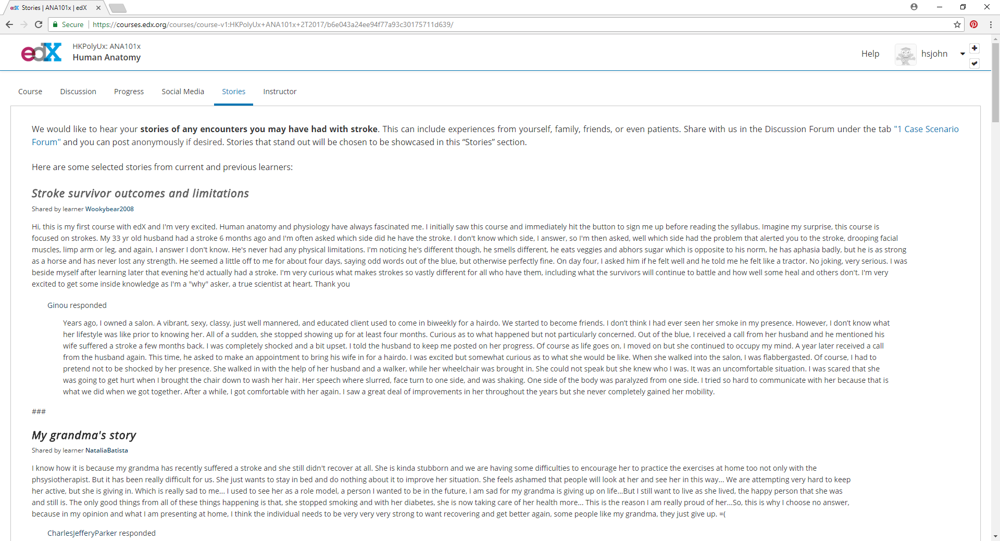 edX Stories | ANA101x | edX
Secure https://courses.edx.org/courses/course-v1:HKPolyUx+ANA101x+2T2017/b6e043a24ee94f77a93c30175711d639/
edX
HKPolyUx: ANA101x
Human Anatomy
Help
hsjohn
Course Discussion Progress Social Media Stories Instructor
We would like to hear your stories of any encounters you may have had with stroke. This can include experiences from yourself, family, friends, or even patients. Share with us in the Discussion Forum under the tab "1 Case Scenario
Forum" and you can post anonymously if desired. Stories that stand out will be chosen to be showcased in this “Stories” section.
Here are some selected stories from current and previous learners:
Stroke survivor outcomes and limitations
Shared by learner Wookybear2008
Hi, this is my first course with edX and I'm very excited. Human anatomy and physiology have always fascinated me. I initially saw this course and immediately hit the button to sign me up before reading the syllabus. Imagine my surprise, this course is
focused on strokes. My 33 yr old husband had a stroke 6 months ago and I'm often asked which side did he have the stroke. I don't know which side, I answer, so I'm then asked, well which side had the problem that alerted you to the stroke, drooping facial
muscles, limp arm or leg, and again, I answer I don't know. He's never had any physical limitations. I'm noticing he's different though, he smells different, he eats veggies and abhors sugar which is opposite to his norm, he has aphasia badly, but he is as strong
as a horse and has never lost any strength. He seemed a little off to me for about four days, saying odd words out of the blue, but otherwise perfectly fine. On day four, I asked him if he felt well and he told me he felt like a tractor. No joking, very serious. I was
beside myself after learning later that evening he'd actually had a stroke. I'm very curious what makes strokes so vastly different for all who have them, including what the survivors will continue to battle and how well some heal and others don't. I'm very
excited to get some inside knowledge as I'm a "why" asker, a true scientist at heart. Thank you
Ginou responded
Years ago, I owned a salon. A vibrant, sexy, classy, just well mannered, and educated client used to come in biweekly for a hairdo. We started to become friends. I don’t think I had ever seen her smoke in my presence. However, I don’t know what
her lifestyle was like prior to knowing her. All of a sudden, she stopped showing up for at least four months. Curious as to what happened but not particularly concerned. Out of the blue, I received a call from her husband and he mentioned his
wife suffered a stroke a few months back. I was completely shocked and a bit upset. I told the husband to keep me posted on her progress. Of course as life goes on, I moved on but she continued to occupy my mind. A year later received a call
from the husband again. This time, he asked to make an appointment to bring his wife in for a hairdo. I was excited but somewhat curious as to what she would be like. When she walked into the salon, I was flabbergasted. Of course, I had to
pretend not to be shocked by her presence. She walked in with the help of her husband and a walker, while her wheelchair was brought in. She could not speak but she knew who I was. It was an uncomfortable situation. I was scared that she
was going to get hurt when I brought the chair down to wash her hair. Her speech where slurred, face turn to one side, and was shaking. One side of the body was paralyzed from one side. I tried so hard to communicate with her because that is
what we did when we got together. After a while, I got comfortable with her again. I saw a great deal of improvements in her throughout the years but she never completely gained her mobility.
###
My grandma's story
Shared by learner NataliaBatista
I know how it is because my grandma has recently suffered a stroke and she still didn't recover at all. She is kinda stubborn and we are having some difficulties to encourage her to practice the exercises at home too not only with the
phsysiotherapist. But it has been really difficult for us. She just wants to stay in bed and do nothing about it to improve her situation. She feels ashamed that people will look at her and see her in this way... We are attempting very hard to keep
her active, but she is giving in. Which is really sad to me... I used to see her as a role model, a person I wanted to be in the future, I am sad for my grandma is giving up on life...But I still want to live as she lived, the happy person that she was
and still is. The only good things from all of these things happening is that, she stopped smoking and with her diabetes, she is now taking care of her health more... This is the reason I am really proud of her...So, this is why I choose no answer,
because in my opinion and what I am presenting at home, I think the individual needs to be very very very strong to want recovering and get better again, some people like my grandma, they just give up. =(
CharlesJefferyParker responded